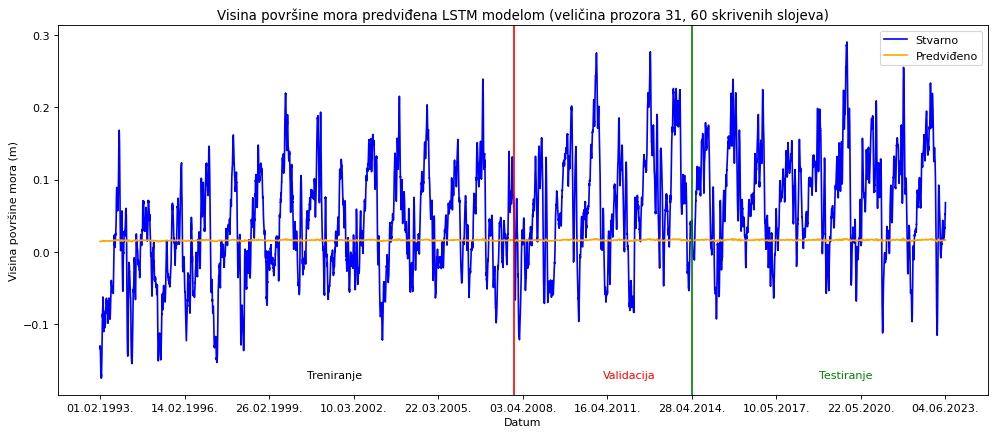 Visina površine mora predviđena LSTM modelom (veličina prozora 31, 60 skrivenih slojeva)
Stvarno
Predviđeno
0.3
0.2
0.1
0.0
−0.1
Visina površine mora (m)
Treniranje
Validacija
Testiranje
01.02.1993.
14.02.1996.
26.02.1999.
10.03.2002.
22.03.2005.
03.04.2008.
16.04.2011.
28.04.2014.
10.05.2017.
22.05.2020.
04.06.2023.
Datum